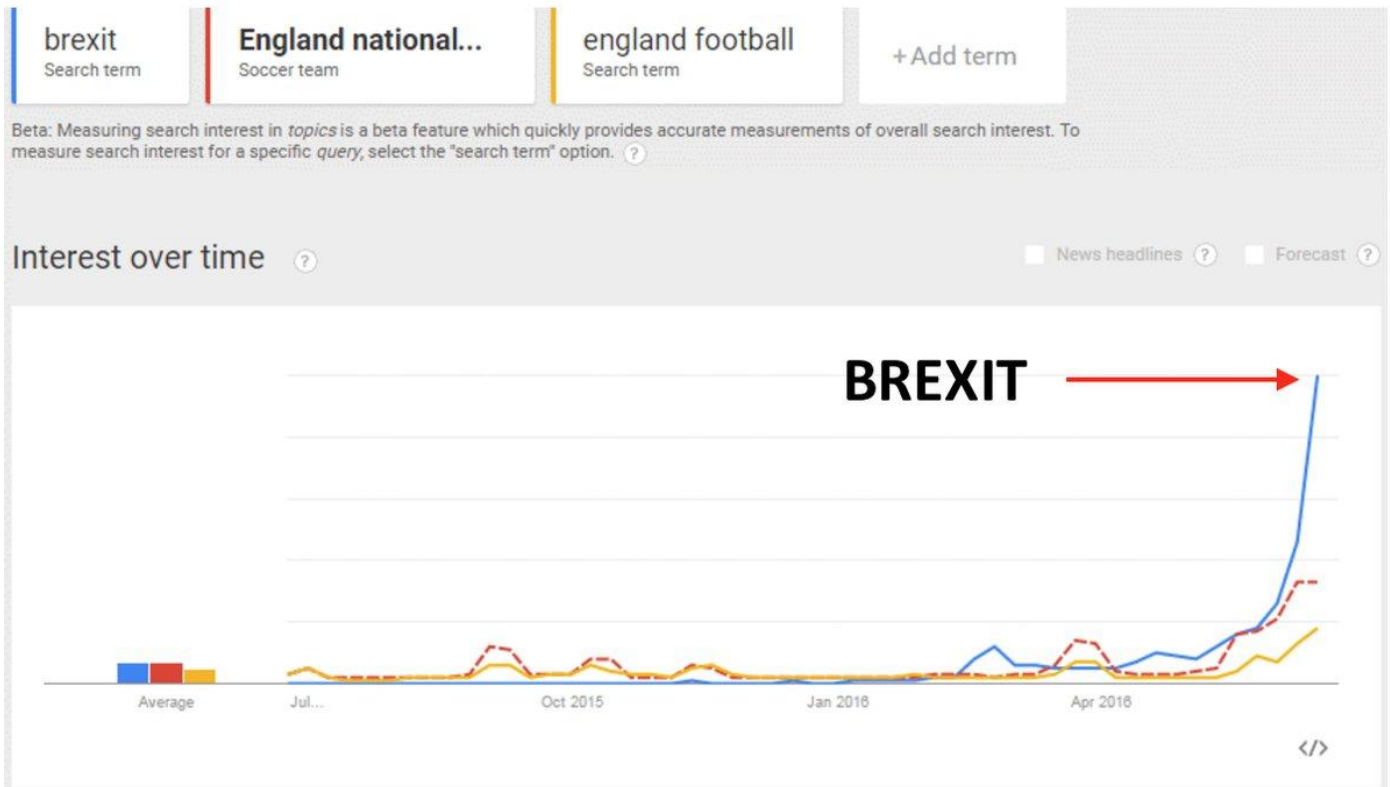 brexit
Search term
England national...
Soccer team
england football
Search term
+Add term
Beta: Measuring search interest in topics is a beta feature which quickly provides accurate measurements of overall search interest. To
measure search interest for a specific query, select the "search term" option. ?
Interest over time ?
News headlines ?
Forecast ?
BREXIT
Average
Jul...
Oct 2015
Jan 2016
Apr 2016
</>